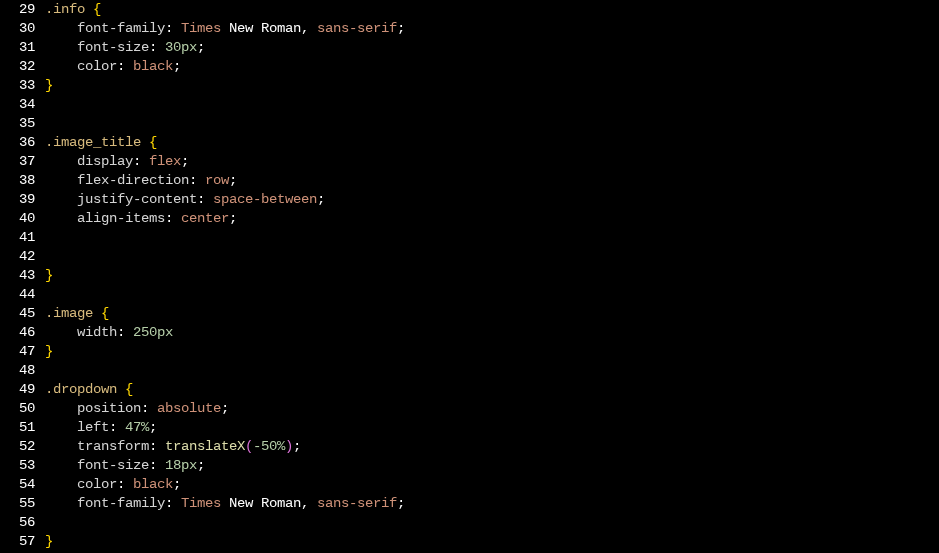 29 .info {
30     font-family: Times New Roman, sans-serif;
31     font-size: 30px;
32     color: black;
33 }
34
35
36 .image_title {
37     display: flex;
38     flex-direction: row;
39     justify-content: space-between;
40     align-items: center;
41
42
43 }
44
45 .image {
46     width: 250px
47 }
48
49 .dropdown {
50     position: absolute;
51     left: 47%;
52     transform: translateX(-50%);
53     font-size: 18px;
54     color: black;
55     font-family: Times New Roman, sans-serif;
56
57 }